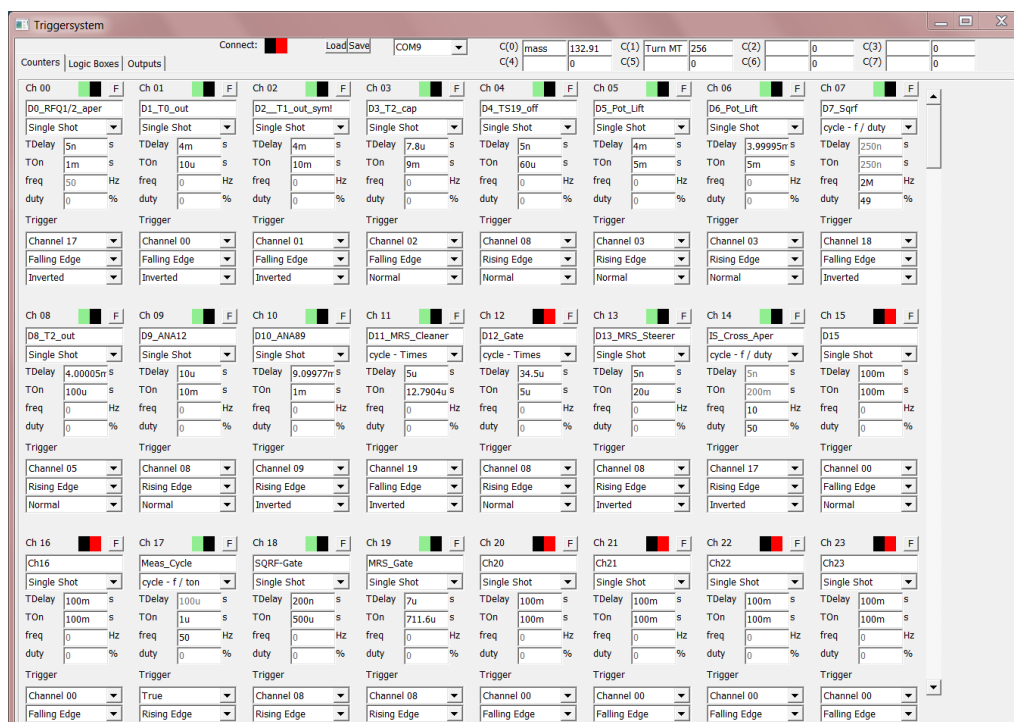 Triggersystem
Connect: Load Save COM9 C(0) mass 132.91 C(1) Turn MT 256 C(2) 0 C(3) 0
Counters Logic Boxes Outputs C(4) 0 C(5) 0 C(6) 0 C(7) 0
Ch 00 F Ch 01 F Ch 02 F Ch 03 F Ch 04 F Ch 05 F Ch 06 F Ch 07 F
D0_RFQ1/2_aper D1_T0_out D2__T1_out_sym! D3_T2_cap D4_TS19_off D5_Pot_Lift D6_Pot_Lift D7_Sqrf
Single Shot Single Shot Single Shot Single Shot Single Shot Single Shot Single Shot cycle - f / duty
TDelay 5n s TDelay 4m s TDelay 4m s TDelay 7.8u s TDelay 5n s TDelay 4m s TDelay 3.99995m s TDelay 250n s
TOn 1m s TOn 10u s TOn 10m s TOn 9m s TOn 60u s TOn 5m s TOn 5m s TOn 250n s
freq 50 Hz freq 0 Hz freq 0 Hz freq 0 Hz freq 0 Hz freq 0 Hz freq 0 Hz freq 2M Hz
duty 0 % duty 0 % duty 0 % duty 0 % duty 0 % duty 0 % duty 0 % duty 49 %
Trigger Trigger Trigger Trigger Trigger Trigger Trigger Trigger
Channel 17 Channel 00 Channel 01 Channel 02 Channel 08 Channel 03 Channel 03 Channel 18
Falling Edge Falling Edge Falling Edge Falling Edge Rising Edge Rising Edge Rising Edge Falling Edge
Inverted Inverted Inverted Normal Normal Normal Normal Inverted
Ch 08 F Ch 09 F Ch 10 F Ch 11 F Ch 12 F Ch 13 F Ch 14 F Ch 15 F
D8_T2_out D9_ANA12 D10_ANA89 D11_MRS_Cleaner D12_Gate D13_MRS_Steerer IS_Cross_Aper D15
Single Shot Single Shot Single Shot cycle - Times cycle - Times Single Shot cycle - f / duty Single Shot
TDelay 4.00005m s TDelay 10u s TDelay 9.09977m s TDelay 5u s TDelay 34.5u s TDelay 5n s TDelay 5n s TDelay 100m s
TOn 100u s TOn 10m s TOn 1m s TOn 12.7904u s TOn 5u s TOn 20u s TOn 200m s TOn 100m s
freq 0 Hz freq 0 Hz freq 0 Hz freq 0 Hz freq 0 Hz freq 0 Hz freq 10 Hz freq 0 Hz
duty 0 % duty 0 % duty 0 % duty 0 % duty 0 % duty 0 % duty 50 % duty 0 %
Trigger Trigger Trigger Trigger Trigger Trigger Trigger Trigger
Channel 05 Channel 08 Channel 09 Channel 19 Channel 08 Channel 08 Channel 17 Channel 00
Rising Edge Rising Edge Rising Edge Falling Edge Rising Edge Rising Edge Rising Edge Falling Edge
Normal Normal Inverted Inverted Normal Inverted Inverted Normal
Ch 16 F Ch 17 F Ch 18 F Ch 19 F Ch 20 F Ch 21 F Ch 22 F Ch 23 F
Ch16 Meas_Cycle SQRF-Gate MRS_Gate Ch20 Ch21 Ch22 Ch23
Single Shot cycle - f / ton Single Shot Single Shot Single Shot Single Shot Single Shot Single Shot
TDelay 100m s TDelay 100u s TDelay 200n s TDelay 7u s TDelay 100m s TDelay 100m s TDelay 100m s TDelay 100m s
TOn 100m s TOn 1u s TOn 500u s TOn 711.6u s TOn 100m s TOn 100m s TOn 100m s TOn 100m s
freq 0 Hz freq 50 Hz freq 0 Hz freq 0 Hz freq 0 Hz freq 0 Hz freq 0 Hz freq 0 Hz
duty 0 % duty 0 % duty 0 % duty 0 % duty 0 % duty 0 % duty 0 % duty 0 %
Trigger Trigger Trigger Trigger Trigger Trigger Trigger Trigger
Channel 00 True Channel 08 Channel 08 Channel 00 Channel 00 Channel 00 Channel 00
Falling Edge Rising Edge Rising Edge Rising Edge Falling Edge Falling Edge Falling Edge Falling Edge